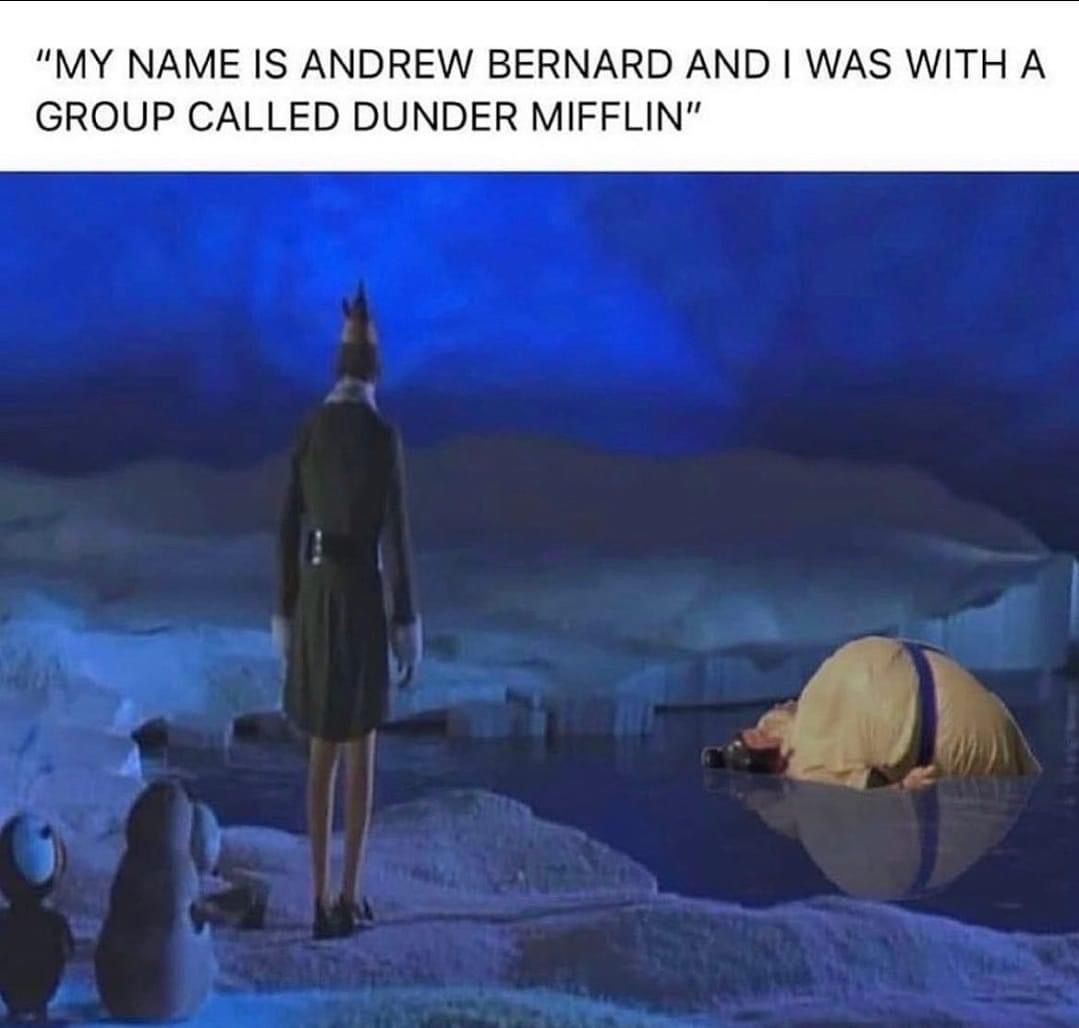 "MY NAME IS ANDREW BERNARD AND I WAS WITH A
GROUP CALLED DUNDER MIFFLIN"